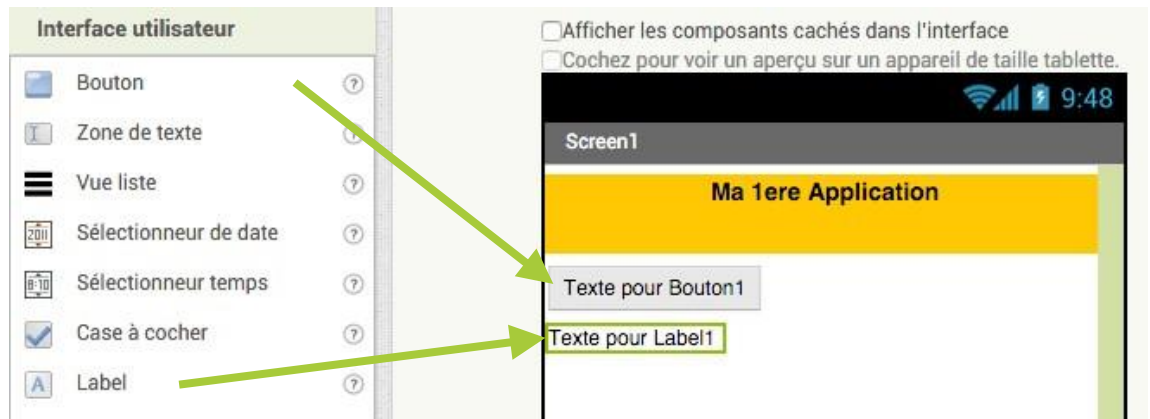 Interface utilisateur
Bouton
Zone de texte
Vue liste
Sélectionneur de date
Sélectionneur temps
Case à cocher
Label
Afficher les composants cachés dans l'interface
Cochez pour voir un aperçu sur un appareil de taille tablette.
9:48
Screen1
Ma 1ere Application
Texte pour Bouton1
Texte pour Label1